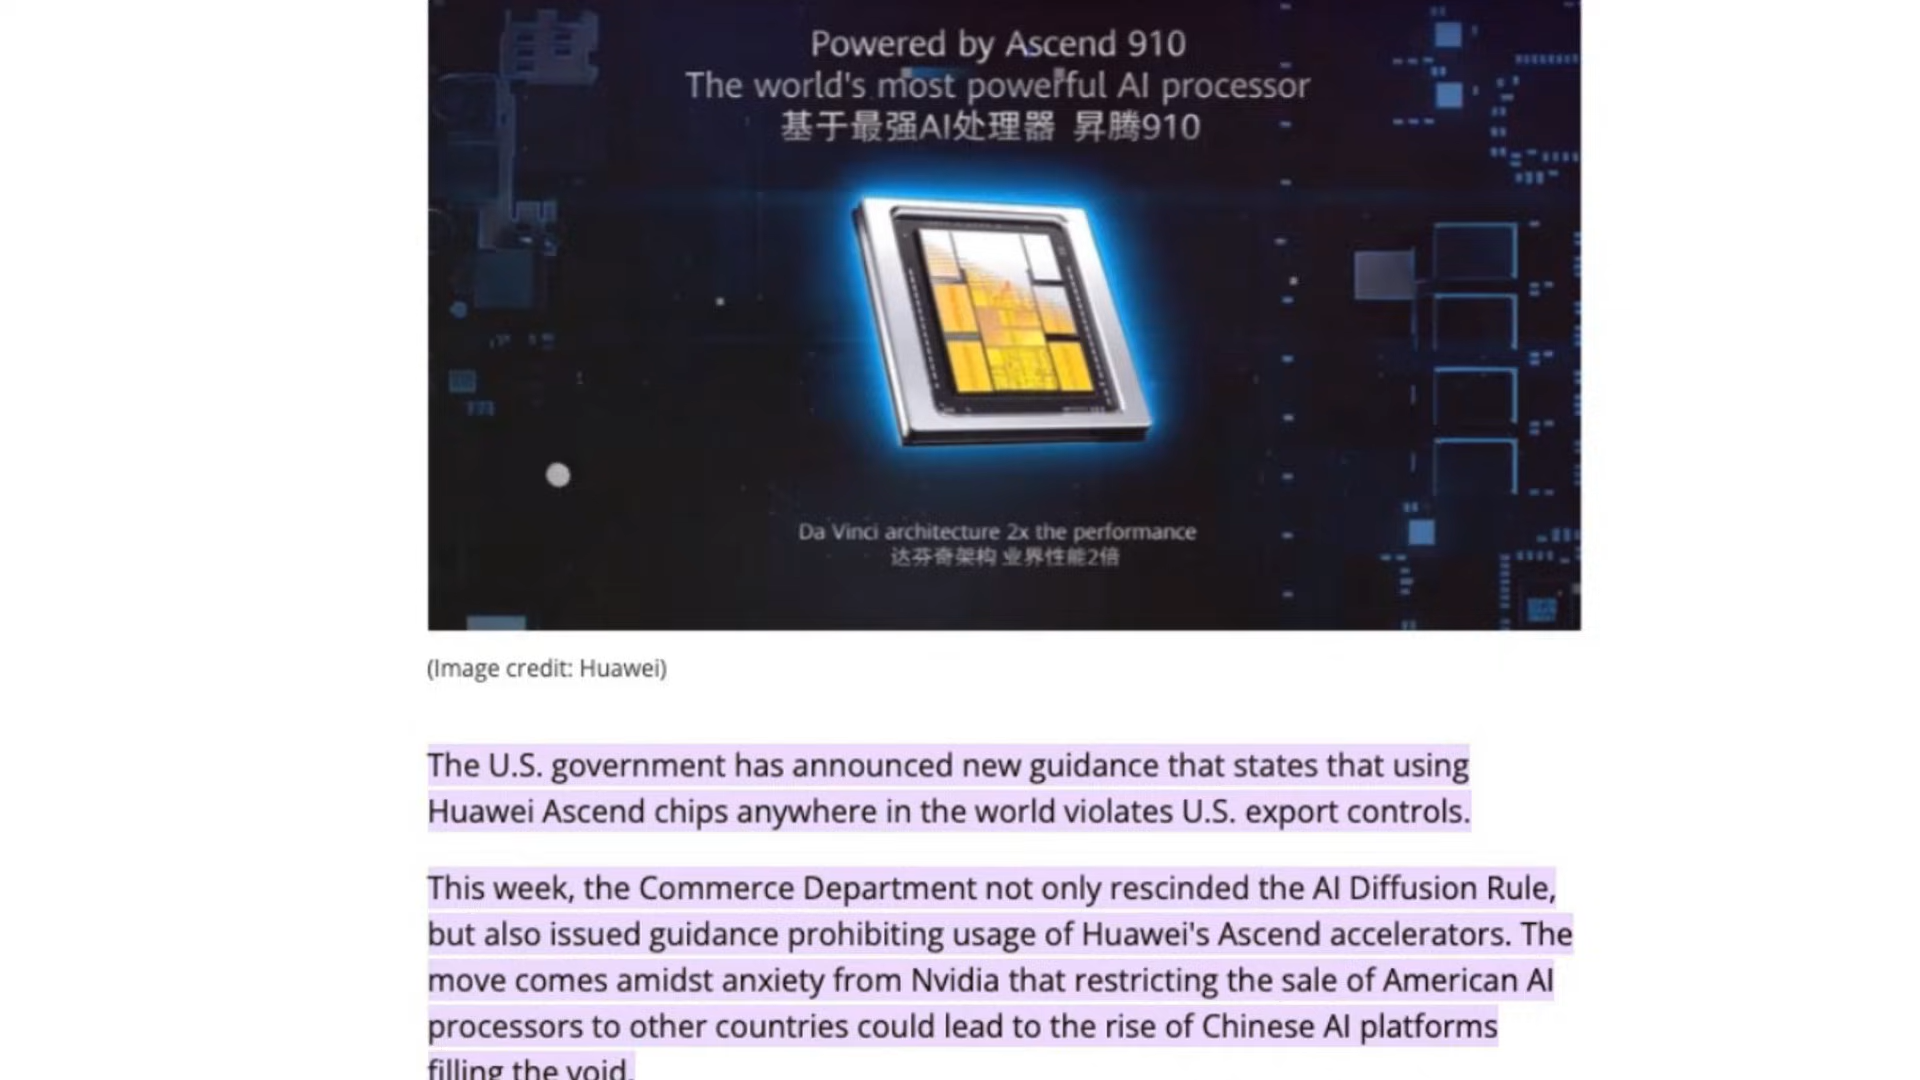 Powered by Ascend 910
The world's most powerful AI processor
基于最强AI处理器 昇腾910
Da Vinci architecture 2x the performance
达芬奇架构 业界性能2倍
(Image credit: Huawei)
The U.S. government has announced new guidance that states that using
Huawei Ascend chips anywhere in the world violates U.S. export controls.
This week, the Commerce Department not only rescinded the AI Diffusion Rule,
but also issued guidance prohibiting usage of Huawei's Ascend accelerators. The
move comes amidst anxiety from Nvidia that restricting the sale of American AI
processors to other countries could lead to the rise of Chinese AI platforms
filling the void.